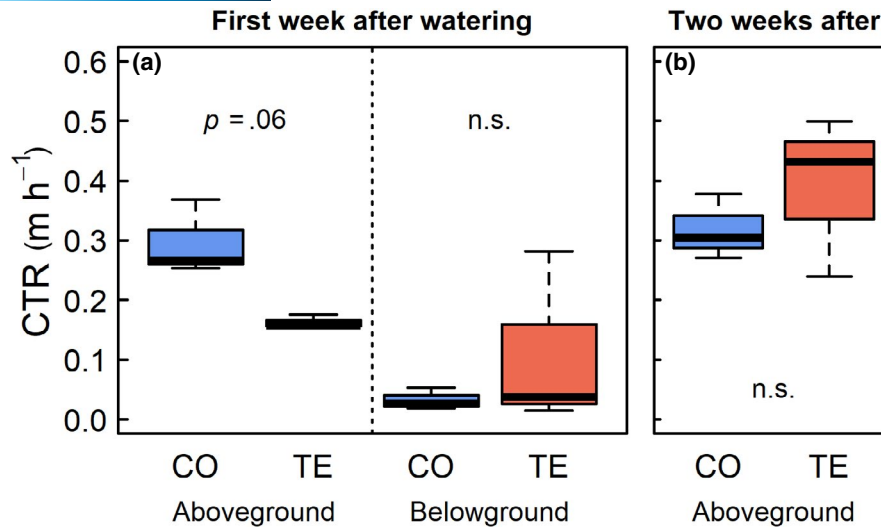 First week after watering
Two weeks after
(a)
(b)
CTR (m h⁻¹)
0.6
0.5
0.4
0.3
0.2
0.1
0.0
p = .06
n.s.
n.s.
CO
TE
CO
TE
CO
TE
Aboveground
Belowground
Aboveground